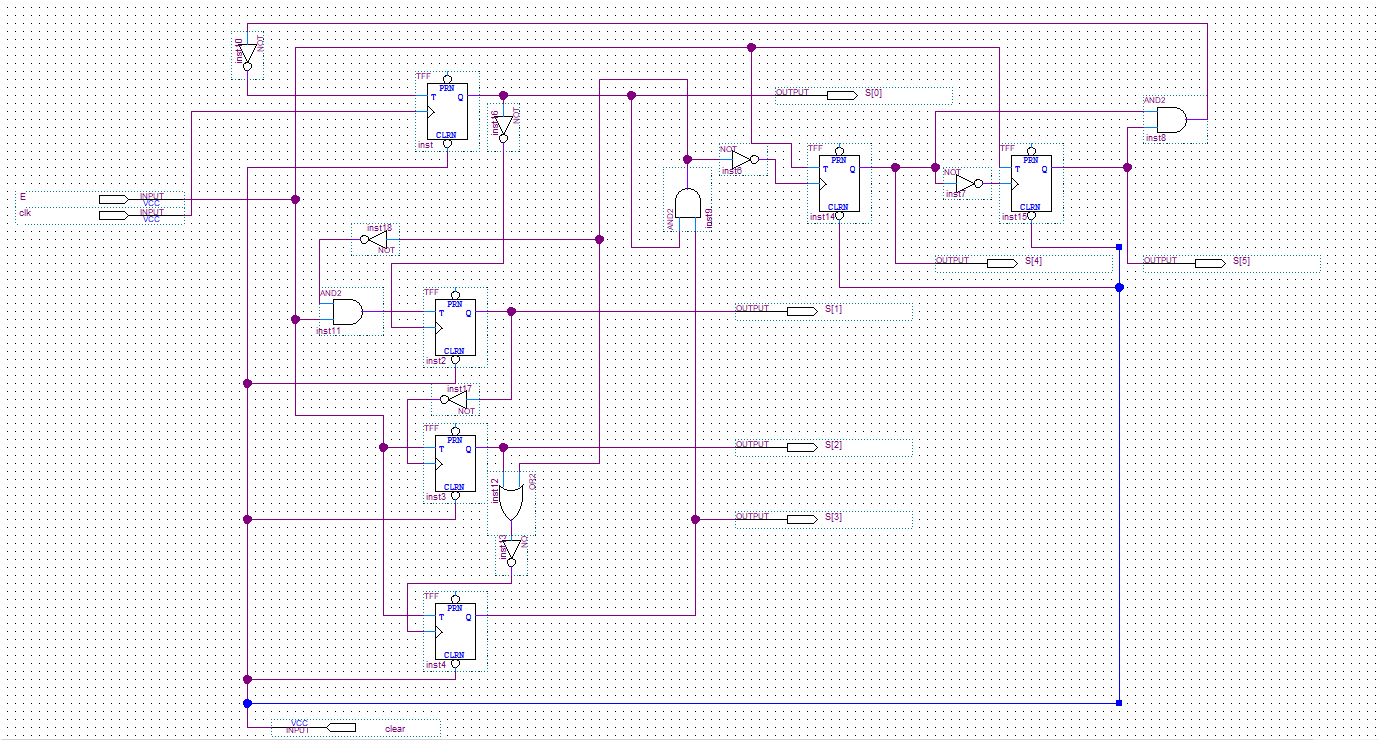 inst10
NOT
TFF
PRN
T
Q
CLRN
inst
inst16
NOT
OUTPUT
S[0]
AND2
inst8
NOT
inst6
TFF
PRN
T
Q
CLRN
inst14
NOT
inst7
TFF
PRN
T
Q
CLRN
inst15
E
INPUT
VCC
clk
INPUT
VCC
AND2
inst9
inst18
NOT
OUTPUT
S[4]
OUTPUT
S[5]
AND2
inst11
TFF
PRN
T
Q
CLRN
inst2
OUTPUT
S[1]
inst17
NOT
TFF
PRN
T
Q
CLRN
inst3
OUTPUT
S[2]
inst12
OR2
OUTPUT
S[3]
inst13
TFF
PRN
T
Q
CLRN
inst4
VCC
INPUT
clear